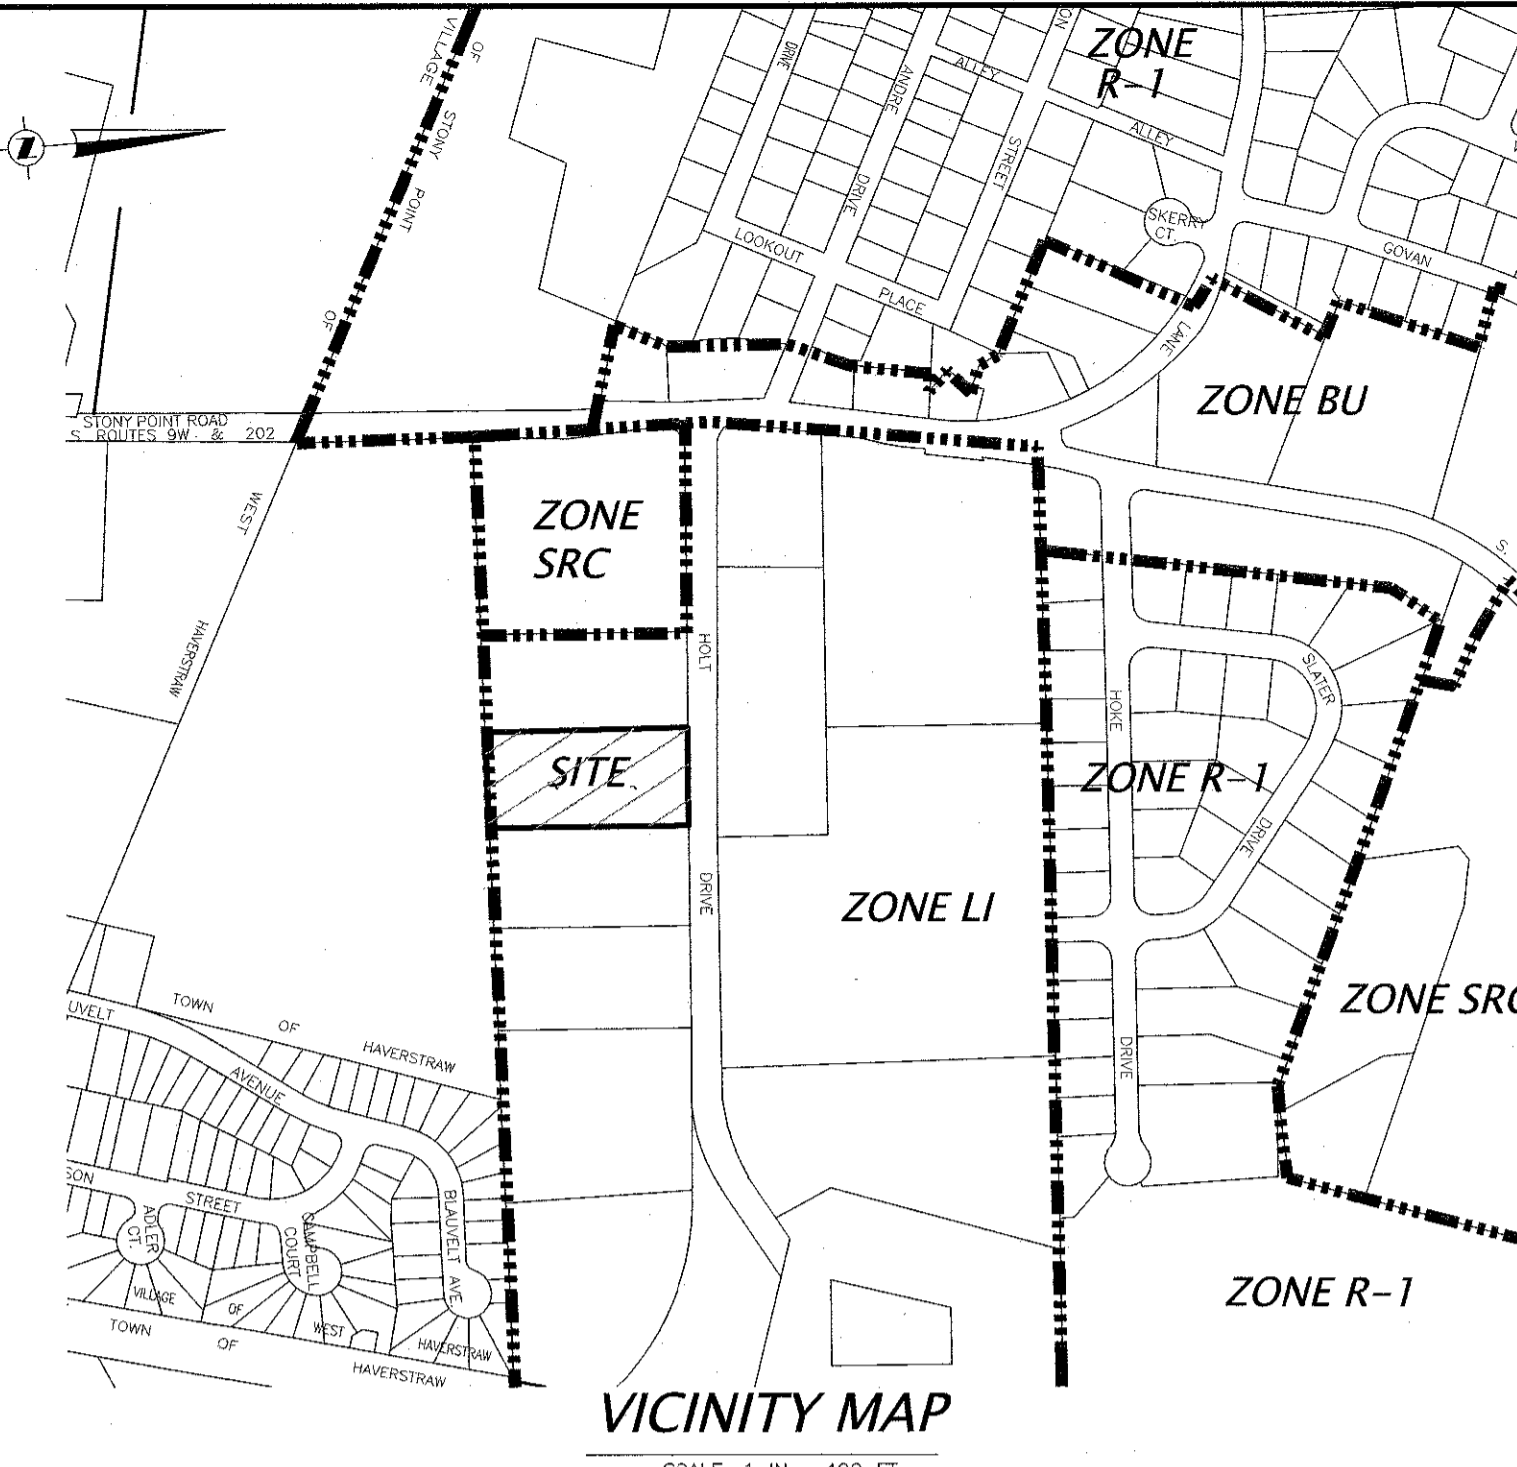 OF
VILLAGE
STONY
POINT
OF
DRIVE
ANDRE
DRIVE
ALLEY
STREET
ZONE
R-1
ALLEY
SKERRY
CT.
LOOKOUT
PLACE
LANE
GOVAN
ZONE BU
STONY POINT ROAD
S. ROUTES 9W & 202
WEST
HAVERSTRAW
ZONE
SRC
HOLT
SITE
DRIVE
ZONE LI
HOKE
SLATER
ZONE R-1
DRIVE
DRIVE
ZONE SRC
TOWN
OF
HAVERSTRAW
UVELT
AVENUE
SON
STREET
ADLER
CT.
CAMPBELL
COURT
BLAUVELT AVE.
VILLAGE
OF
WEST
HAVERSTRAW
TOWN
OF
HAVERSTRAW
ZONE R-1
VICINITY MAP